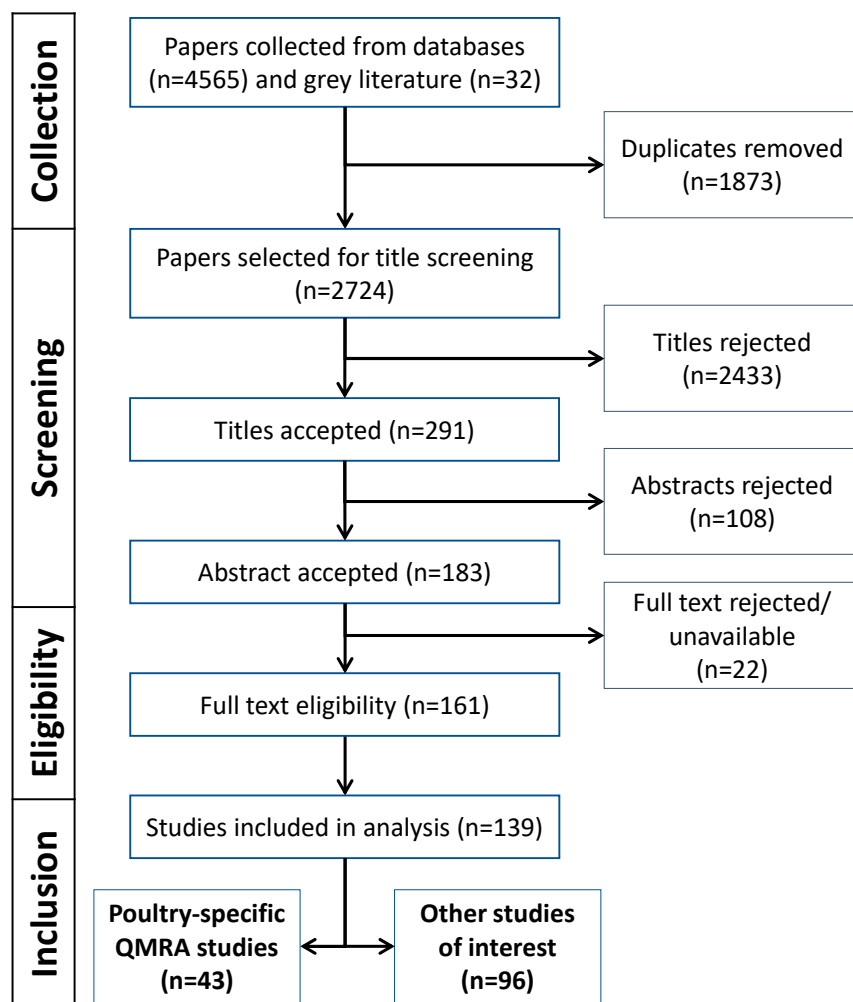 Collection
Papers collected from databases
(n=4565) and grey literature (n=32)
Duplicates removed
(n=1873)
Screening
Papers selected for title screening
(n=2724)
Titles rejected
(n=2433)
Titles accepted (n=291)
Abstracts rejected
(n=108)
Abstract accepted (n=183)
Full text rejected/
unavailable
(n=22)
Eligibility
Full text eligibility (n=161)
Inclusion
Studies included in analysis (n=139)
Poultry-specific
QMRA studies
(n=43)
Other studies
of interest
(n=96)